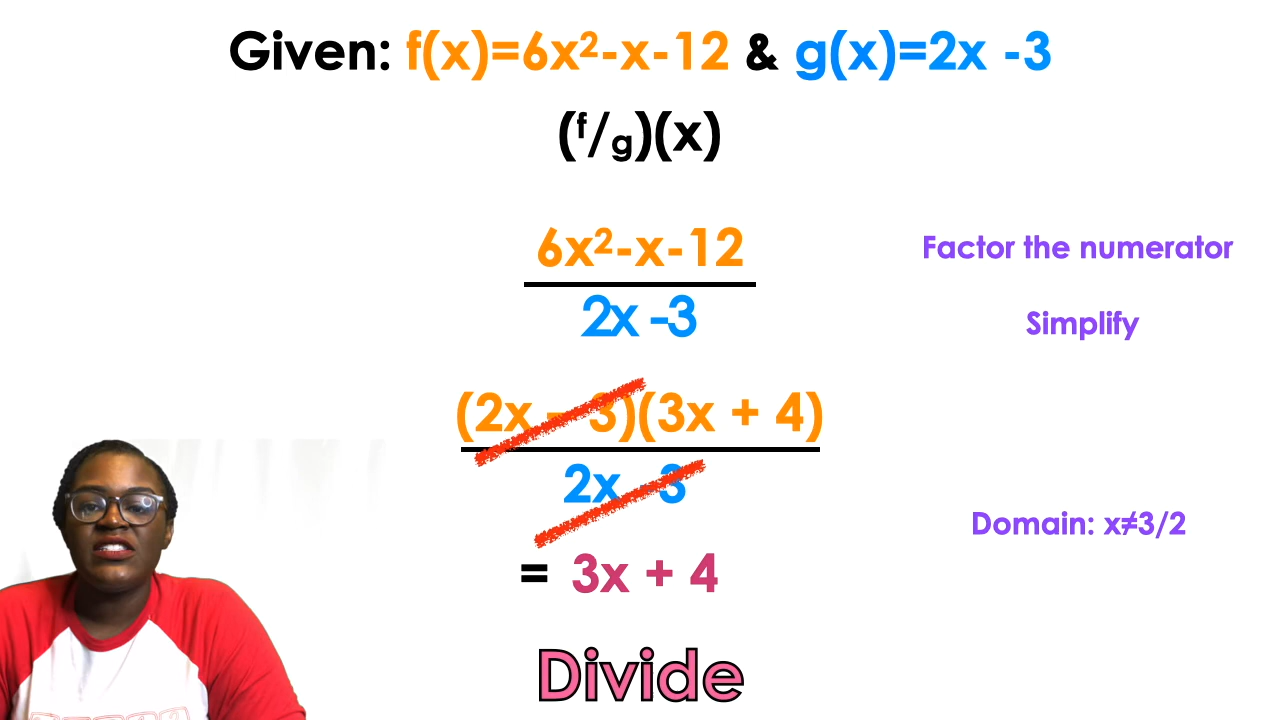 Given: f(x)=6x²-x-12 & g(x)=2x -3
(f/g)(x)
6x²-x-12
2x -3
Factor the numerator
Simplify
(2x - 3)(3x + 4)
2x - 3
Domain: x≠3/2
= 3x + 4
Divide